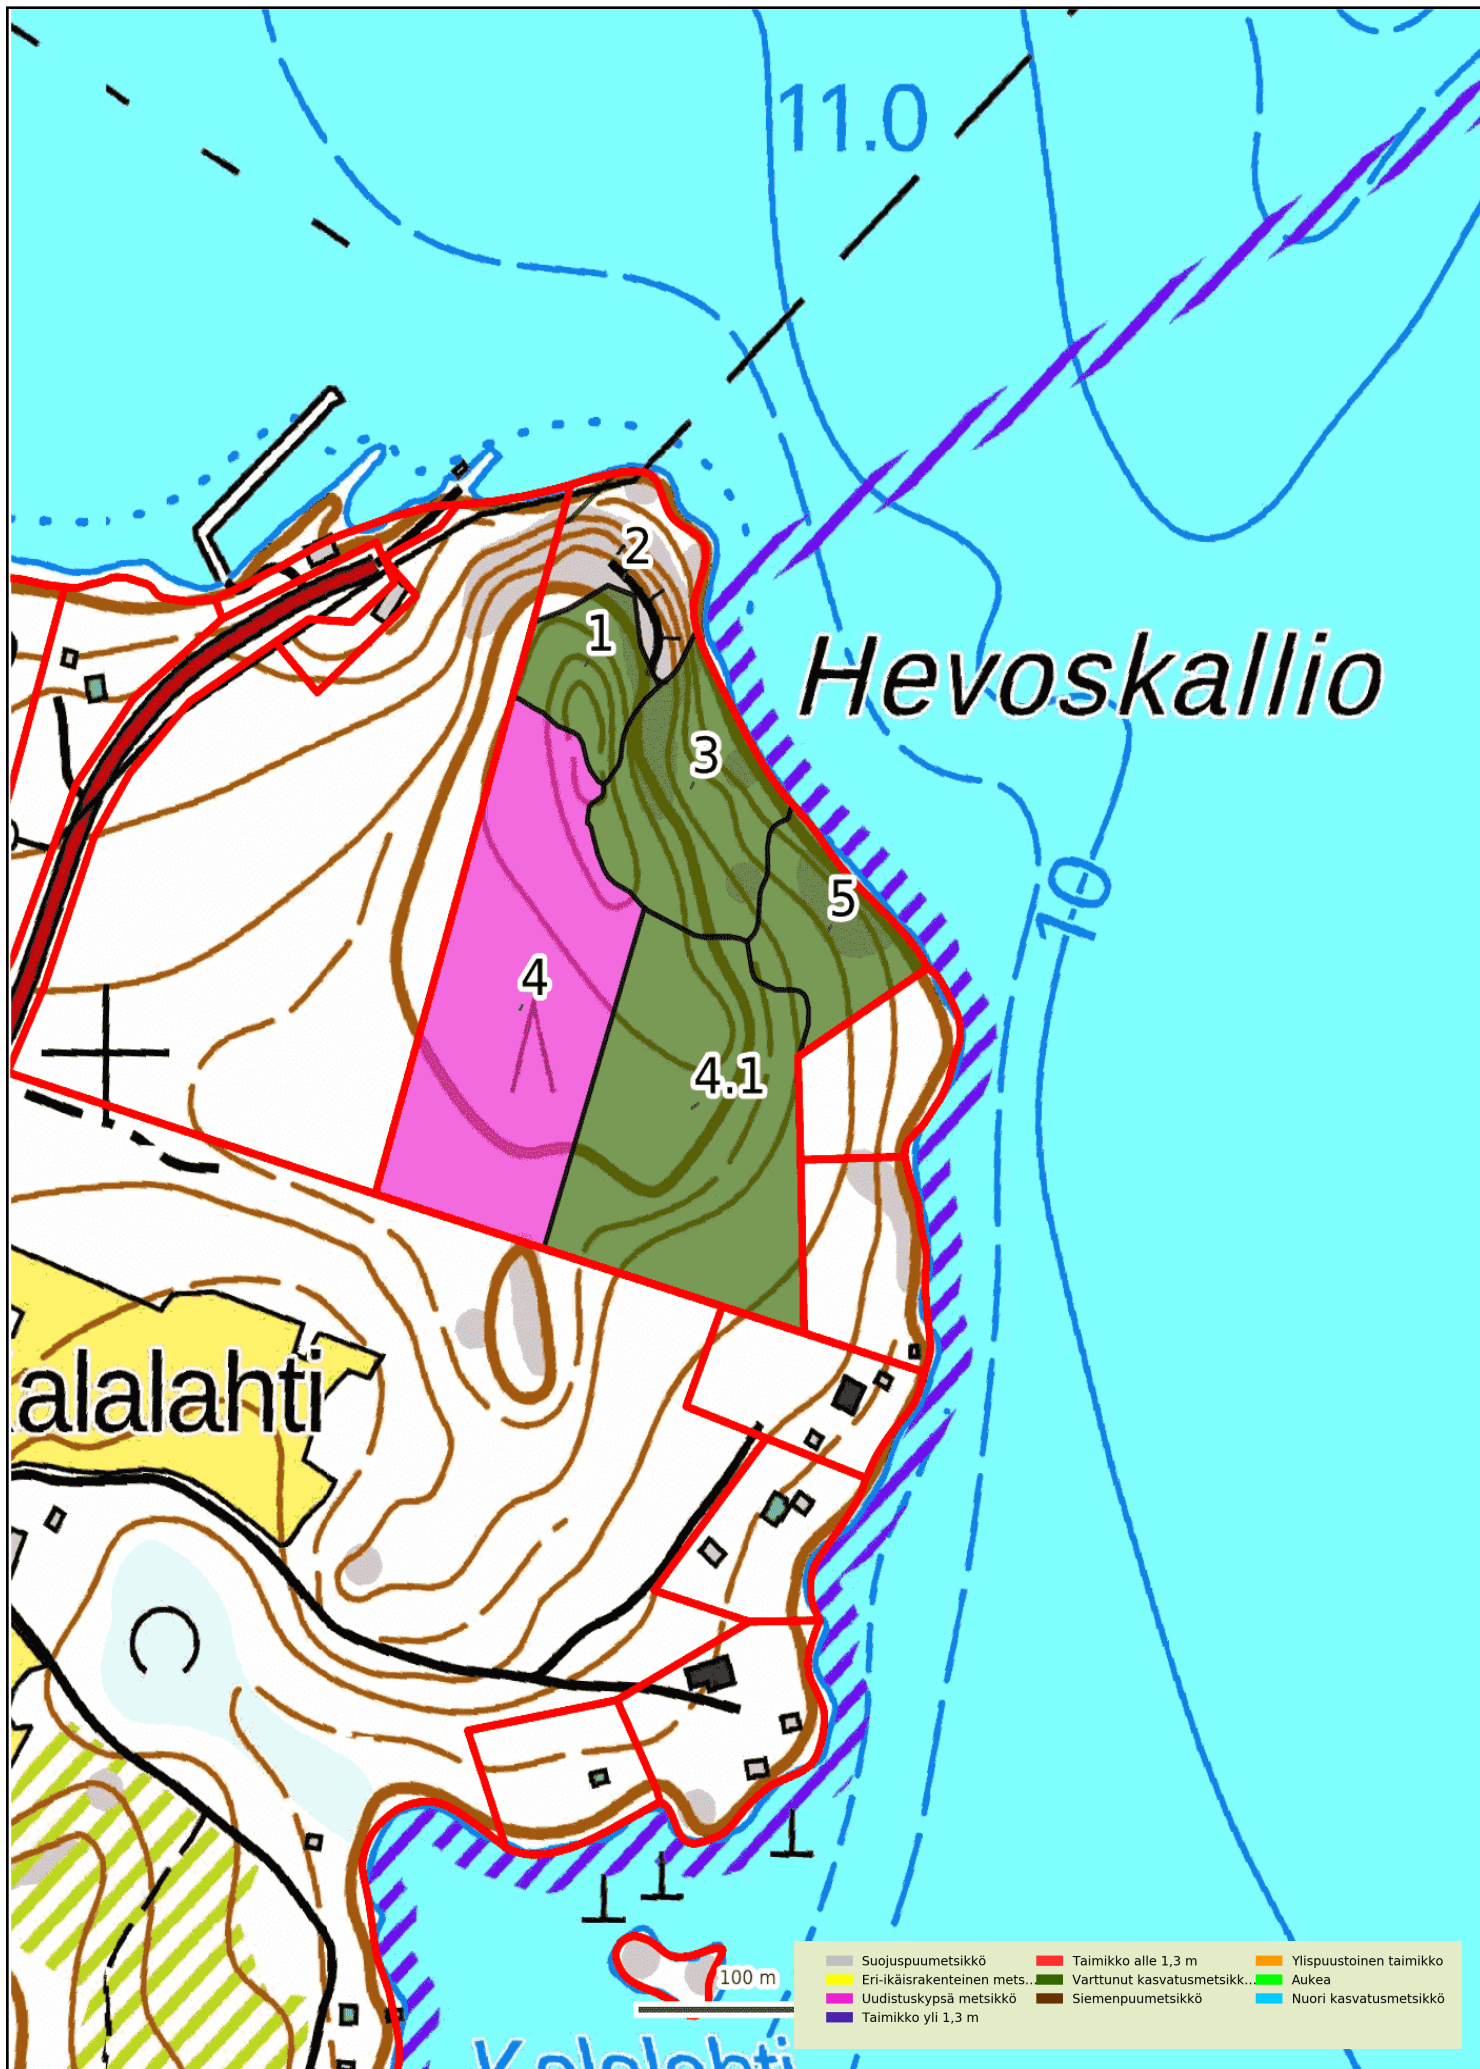 11.0
2
1
Hevoskallio
3
10
5
4
4.1
alalahti
Suojuspuumetsikkö
Taimikko alle 1,3 m
Ylispuustoinen taimikko
Eri-ikäisrakenteinen mets...
Varttunut kasvatusmetsikk...
Aukea
100 m
Uudistuskypsä metsikkö
Siemenpuumetsikkö
Nuori kasvatusmetsikkö
Taimikko yli 1,3 m
Kalalahti